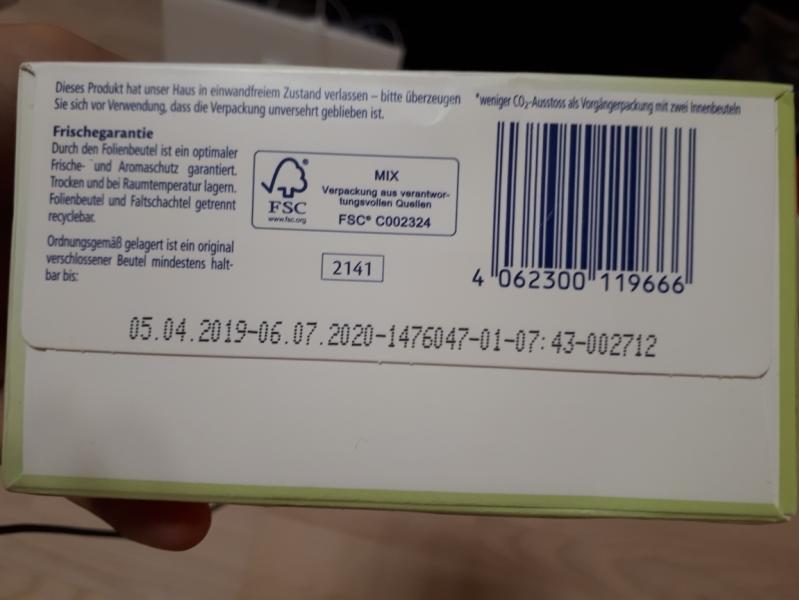 Dieses Produkt hat unser Haus in einwandfreiem Zustand verlassen – bitte überzeugen
Sie sich vor Verwendung, dass die Verpackung unversehrt geblieben ist.
*weniger CO₂-Ausstoss als Vorgängerpackung mit zwei Innenbeuteln
Frischegarantie
Durch den Folienbeutel ist ein optimaler
Frische- und Aromaschutz garantiert.
Trocken und bei Raumtemperatur lagern.
Folienbeutel und Faltschachtel getrennt
recyclebar.
Ordnungsgemäß gelagert ist ein original
verschlossener Beutel mindestens halt-
bar bis:
FSC®
www.fsc.org
MIX
Verpackung aus verantwor-
tungsvollen Quellen
FSC® C002324
2141
4 062300 119666
05.04.2019-06.07.2020-1476047-01-07:43-002712